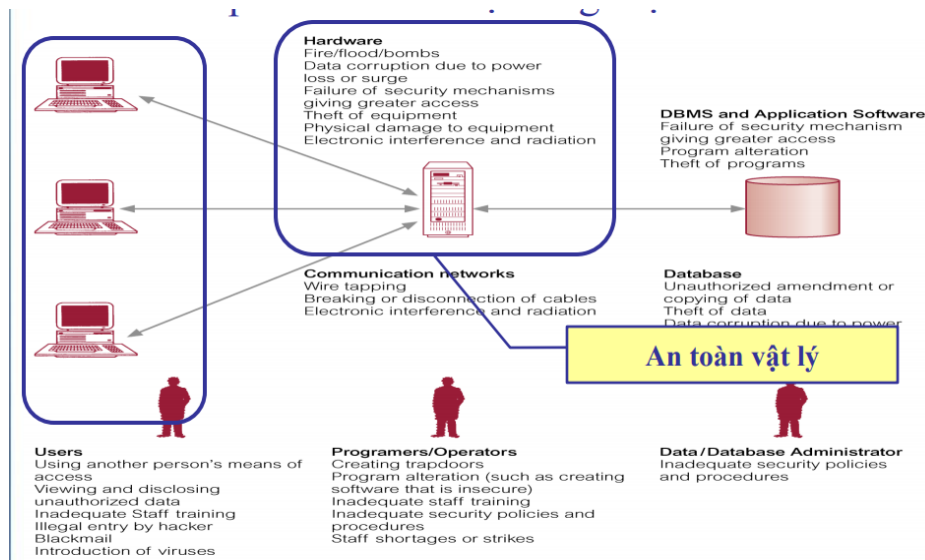 Hardware
Fire/flood/bombs
Data corruption due to power
loss or surge
Failure of security mechanisms
giving greater access
Theft of equipment
Physical damage to equipment
Electronic interference and radiation
DBMS and Application Software
Failure of security mechanism
giving greater access
Program alteration
Theft of programs
Communication networks
Wire tapping
Breaking or disconnection of cables
Electronic interference and radiation
Database
Unauthorized amendment or
copying of data
Theft of data
Data corruption due to power
An toàn vật lý
Users
Using another person's means of
access
Viewing and disclosing
unauthorized data
Inadequate Staff training
Illegal entry by hacker
Blackmail
Introduction of viruses
Programers/Operators
Creating trapdoors
Program alteration (such as creating
software that is insecure)
Inadequate staff training
Inadequate security policies and
procedures
Staff shortages or strikes
Data/Database Administrator
Inadequate security policies
and procedures